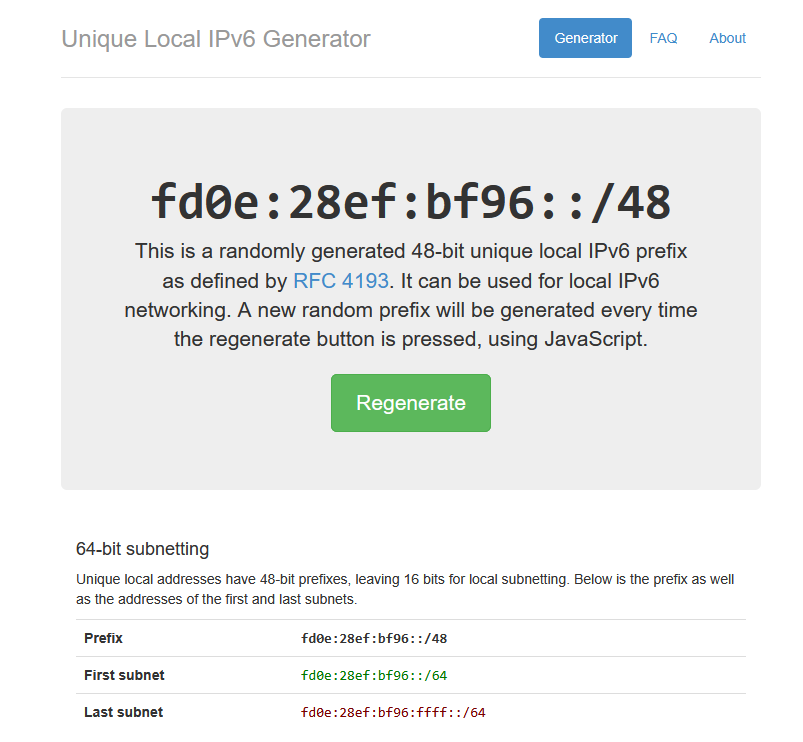 Unique Local IPv6 Generator
Generator
FAQ
About
fd0e:28ef:bf96::/48
This is a randomly generated 48-bit unique local IPv6 prefix
as defined by RFC 4193. It can be used for local IPv6
networking. A new random prefix will be generated every time
the regenerate button is pressed, using JavaScript.
Regenerate
64-bit subnetting
Unique local addresses have 48-bit prefixes, leaving 16 bits for local subnetting. Below is the prefix as well
as the addresses of the first and last subnets.
Prefix fd0e:28ef:bf96::/48
First subnet fd0e:28ef:bf96::/64
Last subnet fd0e:28ef:bf96:ffff::/64